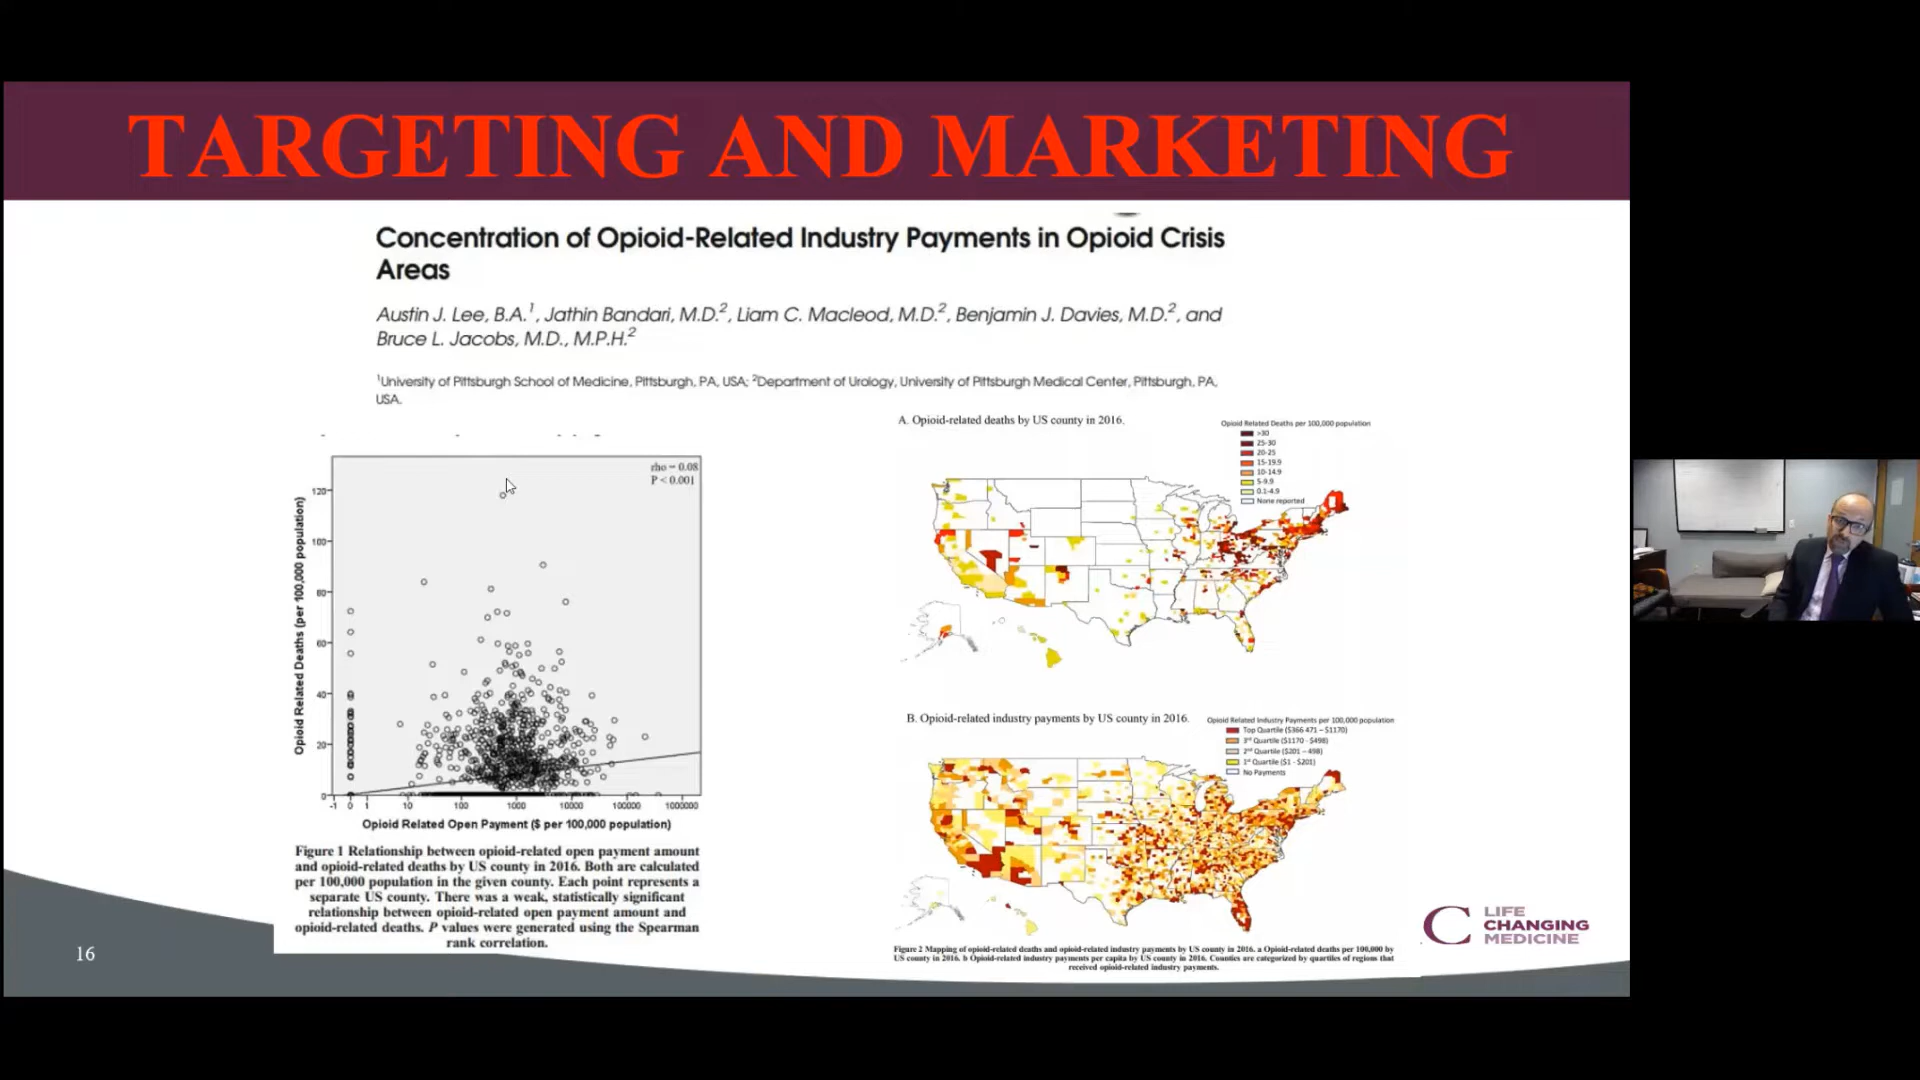 TARGETING AND MARKETING
Concentration of Opioid-Related Industry Payments in Opioid Crisis
Areas
Austin J. Lee, B.A.1, Jathin Bandari, M.D.2, Liam C. Macleod, M.D.2, Benjamin J. Davies, M.D.2, and
Bruce L. Jacobs, M.D., M.P.H.2
1University of Pittsburgh School of Medicine, Pittsburgh, PA, USA; 2Department of Urology, University of Pittsburgh Medical Center, Pittsburgh, PA,
USA.
rho = 0.08
P < 0.001
Opioid Related Deaths (per 100,000 population)
120
100
80
60
40
20
0
-1 0 1 10 100 1000 10000 100000 1000000
Opioid Related Open Payment ($ per 100,000 population)
Figure 1 Relationship between opioid-related open payment amount
and opioid-related deaths by US county in 2016. Both are calculated
per 100,000 population in the given county. Each point represents a
separate US county. There was a weak, statistically significant
relationship between opioid-related open payment amount and
opioid-related deaths. P values were generated using the Spearman
rank correlation.
A. Opioid-related deaths by US county in 2016.
Opioid Related Deaths per 100,000 population
>30
25-30
20-25
15-19.9
10-14.9
5-9.9
0.1-4.9
None reported
B. Opioid-related industry payments by US county in 2016.
Opioid Related Industry Payments per 100,000 population
Top Quartile ($366 471 – $1170)
3rd Quartile ($1170 - $498)
2nd Quartile ($201 – 498)
1st Quartile ($1 - $201)
No Payments
Figure 2 Mapping of opioid-related deaths and opioid-related industry payments by US county in 2016. a Opioid-related deaths per 100,000 by
US county in 2016. b Opioid-related industry payments per capita by US county in 2016. Counties are categorized by quartiles of regions that
received opioid-related industry payments.
LIFE
CHANGING
MEDICINE
16